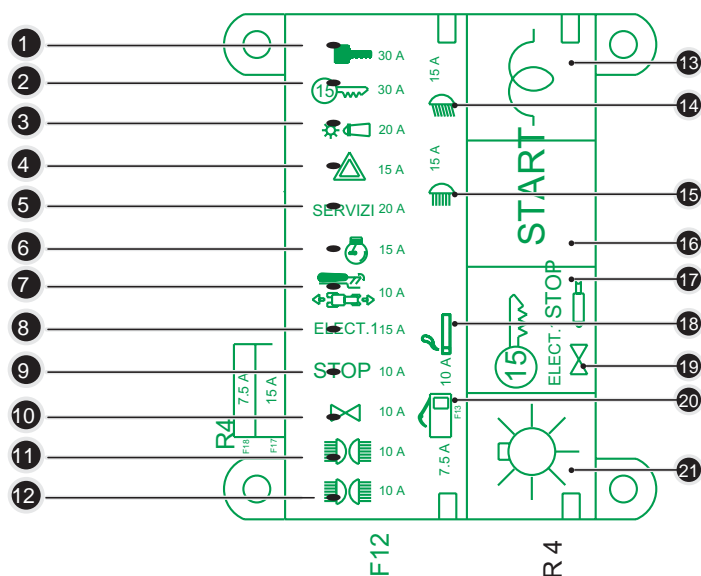 1 30 A
2 15 30 A
3 20 A
4 15 A
5 SERVIZI 20 A
6 15 A
7 10 A
8 ELECT.1 15 A
9 STOP 10 A
10 10 A
11 10 A
12 10 A
R4
7.5 A
F18
15 A
F17
F12
15 A
15 A
10 A
F13
7.5 A
START
15
ELECT.
STOP
R 4
13
14
15
16
17
18
19
20
21